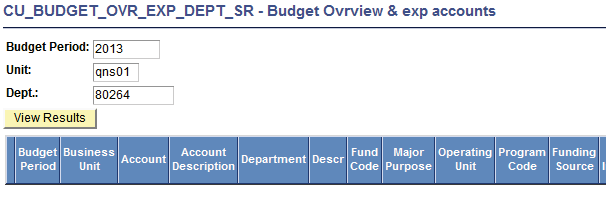 CU_BUDGET_OVR_EXP_DEPT_SR - Budget Ovrview & exp accounts
Budget Period: 2013
Unit: qns01
Dept.: 80264
View Results
Budget Period Business Unit Account Account Description Department Descr Fund Code Major Purpose Operating Unit Program Code Funding Source